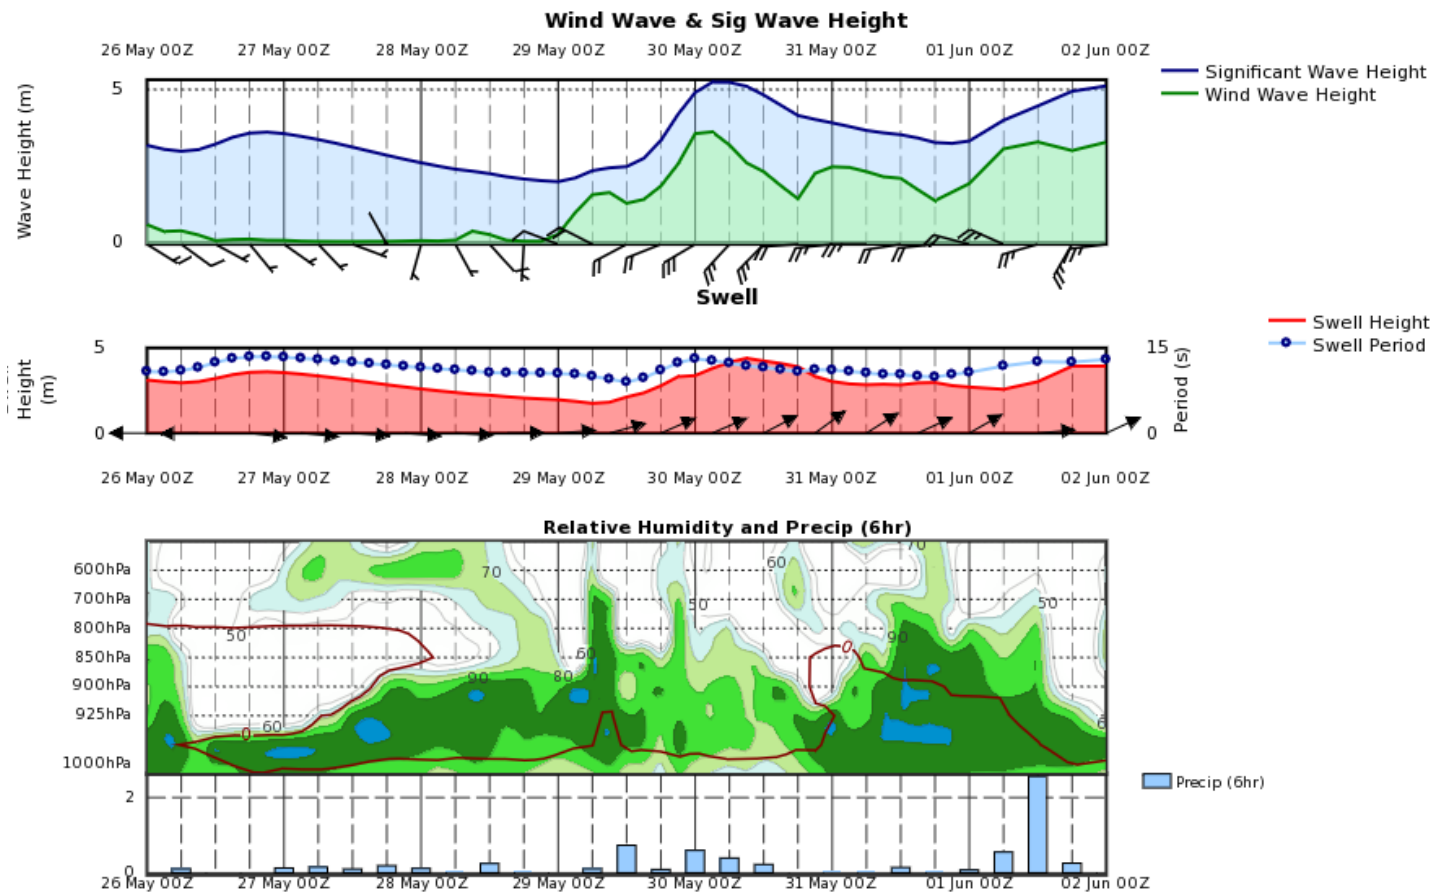 Wind Wave & Sig Wave Height
26 May 00Z 27 May 00Z 28 May 00Z 29 May 00Z 30 May 00Z 31 May 00Z 01 Jun 00Z 02 Jun 00Z
Wave Height (m)
5
0
Significant Wave Height
Wind Wave Height
Swell
Height
(m)
5
0
15
0
Period (s)
Swell Height
Swell Period
26 May 00Z 27 May 00Z 28 May 00Z 29 May 00Z 30 May 00Z 31 May 00Z 01 Jun 00Z 02 Jun 00Z
Relative Humidity and Precip (6hr)
600hPa
700hPa
800hPa
850hPa
900hPa
925hPa
1000hPa
70
60
70
50
50
50
90
0
60
90
80
60
0
2
0
Precip (6hr)
26 May 00Z 27 May 00Z 28 May 00Z 29 May 00Z 30 May 00Z 31 May 00Z 01 Jun 00Z 02 Jun 00Z